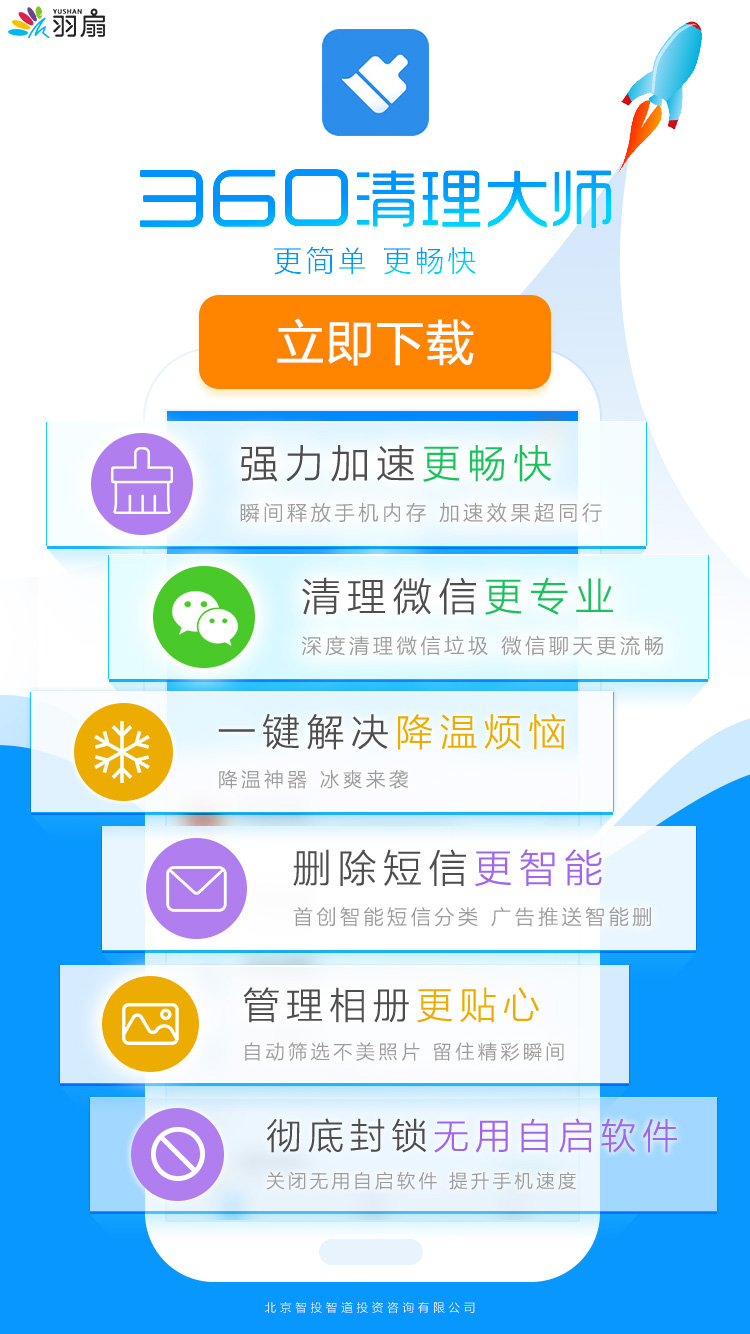 YUSHAN
羽扇
360清理大师
更简单 更畅快
立即下载
强力加速更畅快
瞬间释放手机内存 加速效果超同行
清理微信更专业
深度清理微信垃圾 微信聊天更流畅
一键解决降温烦恼
降温神器 冰爽来袭
删除短信更智能
首创智能短信分类 广告推送智能删
管理相册更贴心
自动筛选不美照片 留住精彩瞬间
彻底封锁无用自启软件
关闭无用自启软件 提升手机速度
北京智投智道投资咨询有限公司